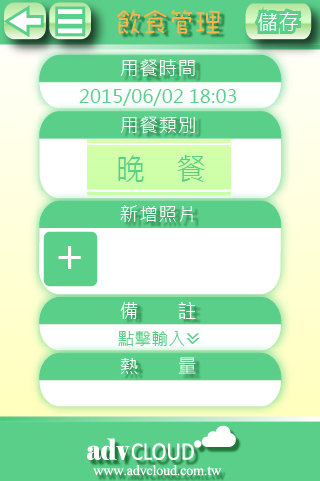 飲食管理
儲存
用餐時間
2015/06/02 18:03
用餐類別
晚 餐
新增照片
備 註
點擊輸入
熱 量
advCLOUD
www.advcloud.com.tw